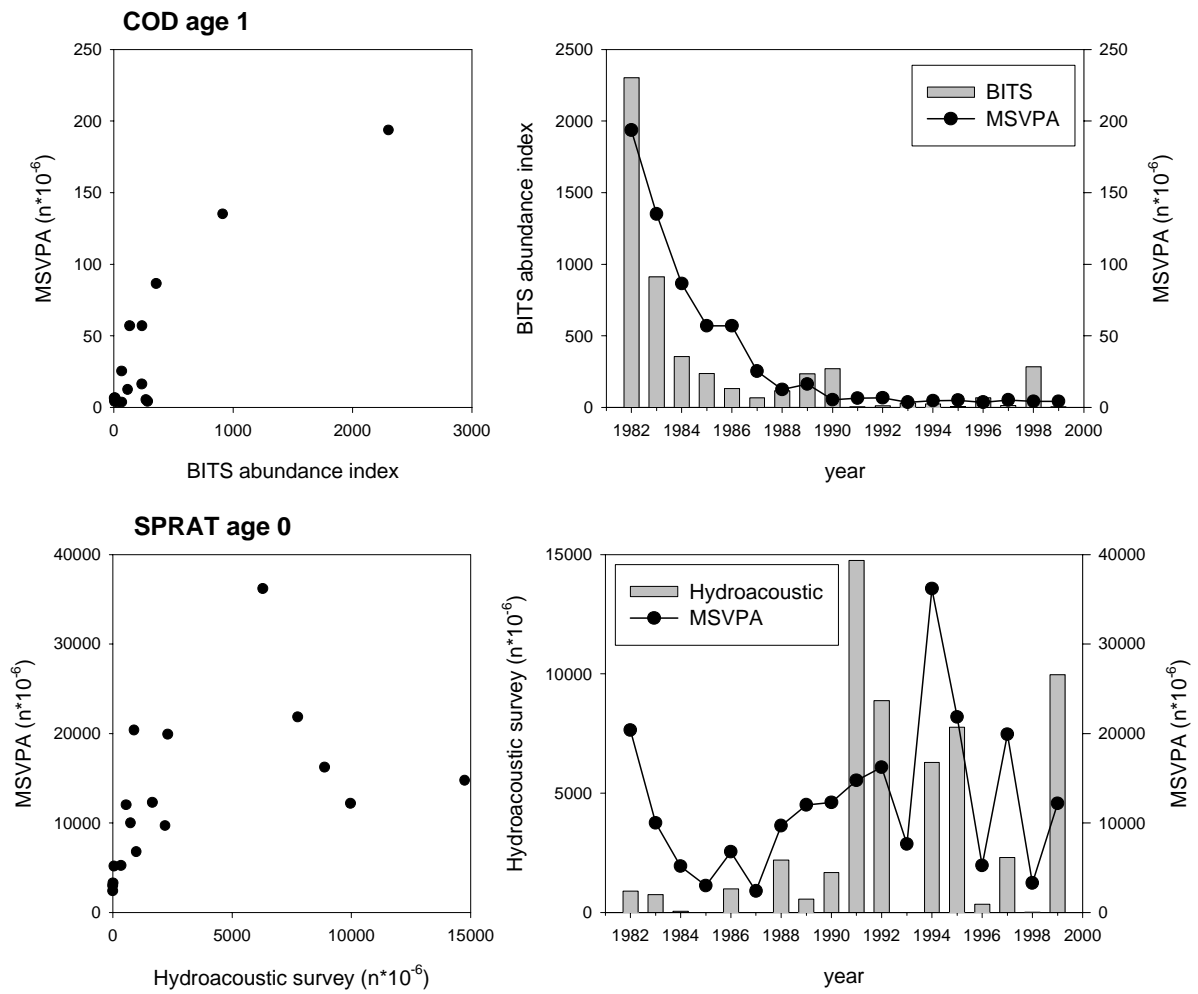 COD age 1
250
200
150
100
50
0
MSVPA (n*10-6)
0 1000 2000 3000
BITS abundance index
2500
2000
1500
1000
500
0
BITS abundance index
BITS
MSVPA
250
200
150
100
50
0
MSVPA (n*10-6)
1982 1984 1986 1988 1990 1992 1994 1996 1998 2000
year
SPRAT age 0
40000
30000
20000
10000
0
MSVPA (n*10-6)
0 5000 10000 15000
Hydroacoustic survey (n*10-6)
15000
10000
5000
0
Hydroacoustic survey (n*10-6)
Hydroacoustic
MSVPA
40000
30000
20000
10000
0
MSVPA (n*10-6)
1982 1984 1986 1988 1990 1992 1994 1996 1998 2000
year